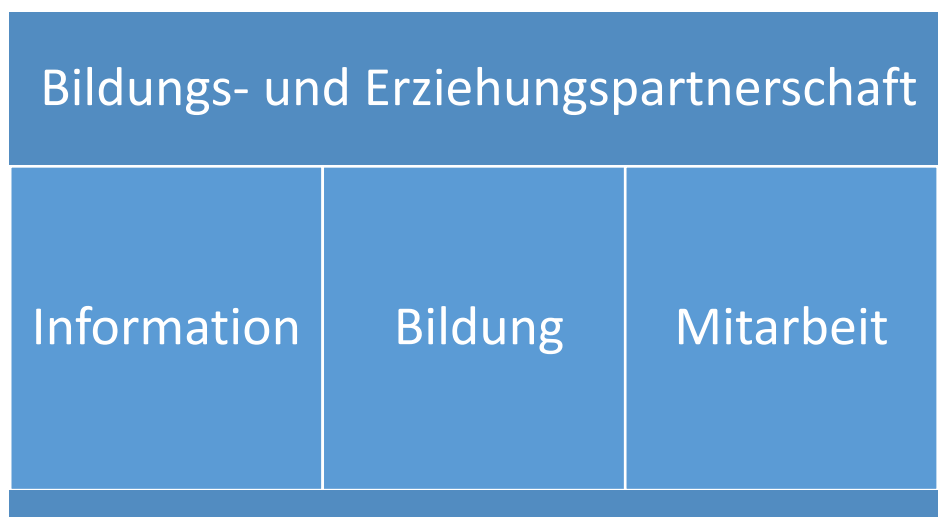 Bildungs- und Erziehungspartnerschaft
Information
Bildung
Mitarbeit